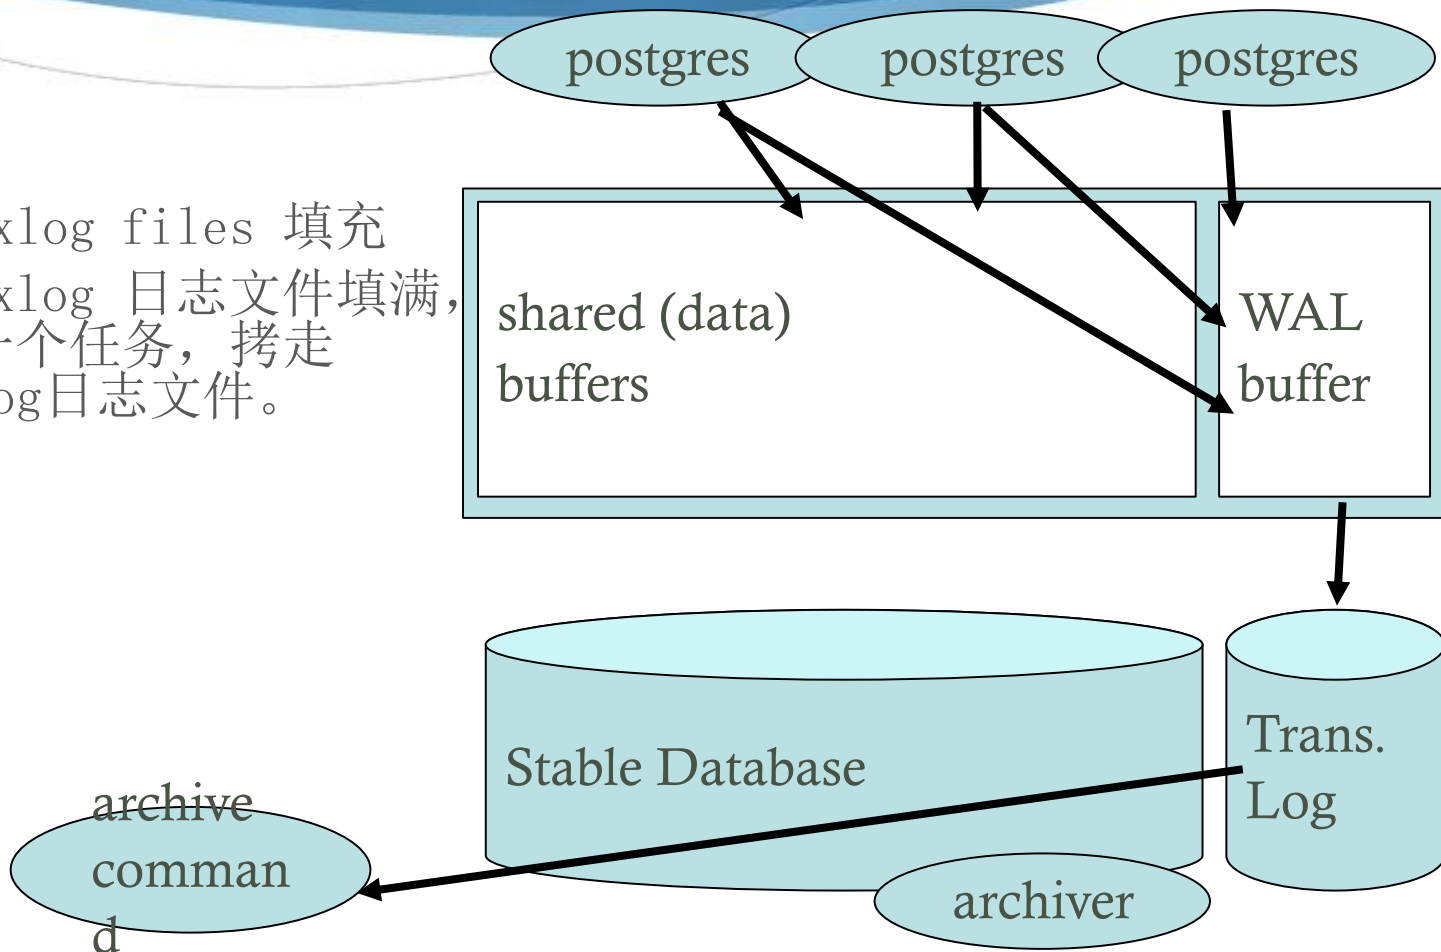 postgres postgres postgres
xlog files 填充
xlog 日志文件填满，
个任务，拷走
og日志文件。
shared (data)
buffers
WAL
buffer
Stable Database
Trans.
Log
archive
comman
d
archiver